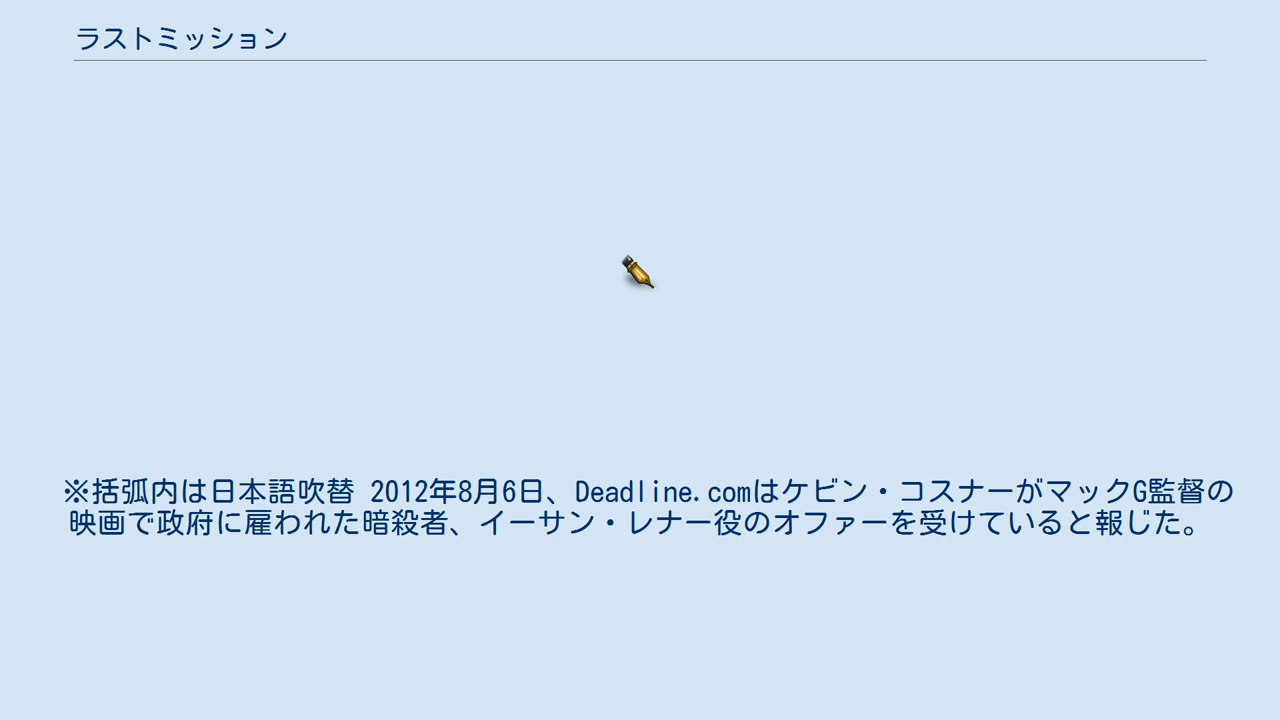 ラストミッション
※括弧内は日本語吹替 2012年8月6日、Deadline.comはケビン・コスナーがマックG監督の
映画で政府に雇われた暗殺者、イーサン・レナー役のオファーを受けていると報じた。